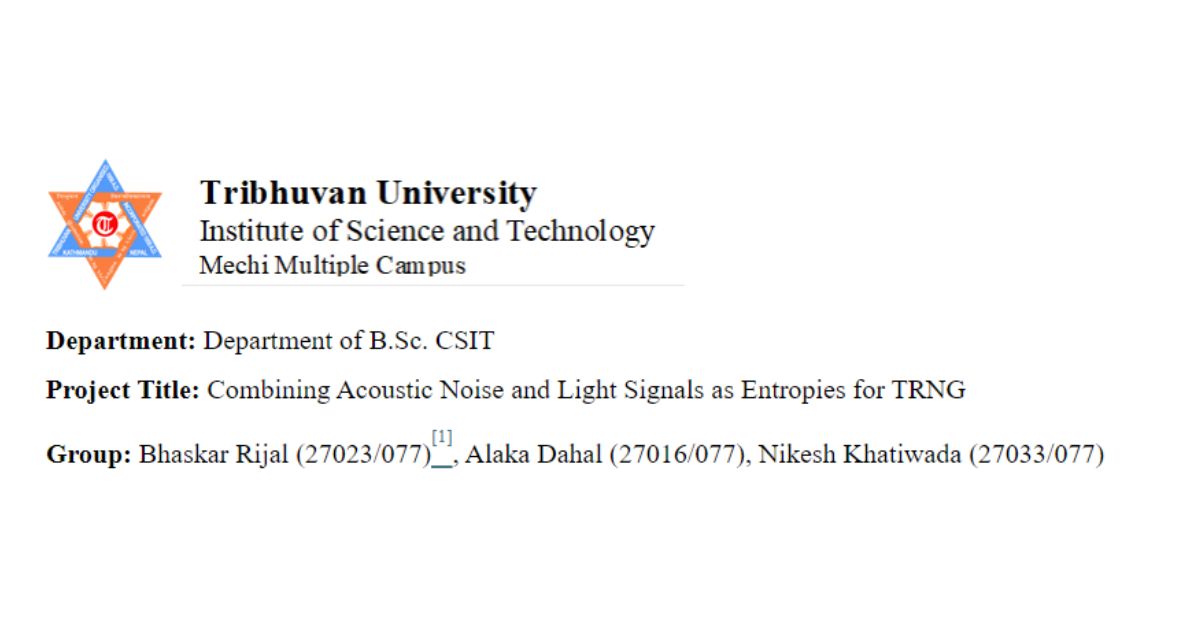 Tribhuvan University
Institute of Science and Technology
Mechi Multiple Campus
KATHMANDU
NEPAL
Department: Department of B.Sc. CSIT
Project Title: Combining Acoustic Noise and Light Signals as Entropies for TRNG
Group: Bhaskar Rijal (27023/077)[1] , Alaka Dahal (27016/077), Nikesh Khatiwada (27033/077)